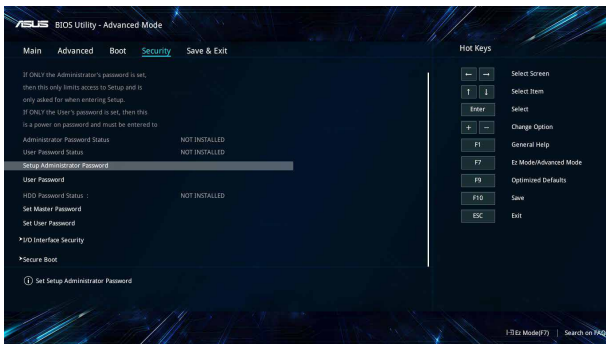 ASUS BIOS Utility - Advanced Mode
Main Advanced Boot Security Save & Exit
If ONLY the Administrator's password is set,
then this only limits access to Setup and is
only asked for when entering Setup.
If ONLY the User's password is set, then this
is a power on password and must be entered to
Administrator Password Status NOT INSTALLED
User Password Status NOT INSTALLED
Setup Administrator Password
User Password
HDD Password Status : NOT INSTALLED
Set Master Password
Set User Password
I/O Interface Security
Secure Boot
Set Setup Administrator Password
Hot Keys
← → Select Screen
↑ ↓ Select Item
Enter Select
+ − Change Option
F1 General Help
F7 Ez Mode/Advanced Mode
F9 Optimized Defaults
F10 Save
ESC Exit
Ez Mode(F7) | Search on FAQ